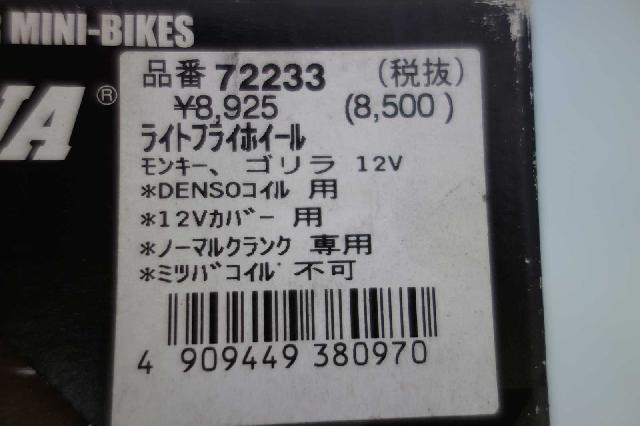 MINI-BIKES
®
品番 72233 (税抜)
¥8,925 (8,500)
ライトフライホイール
モンキー、ゴリラ 12V
*DENSOコイル 用
*12Vカバー 用
*ノーマルクランク 専用
*ミツバコイル 不可
4 909449 380970